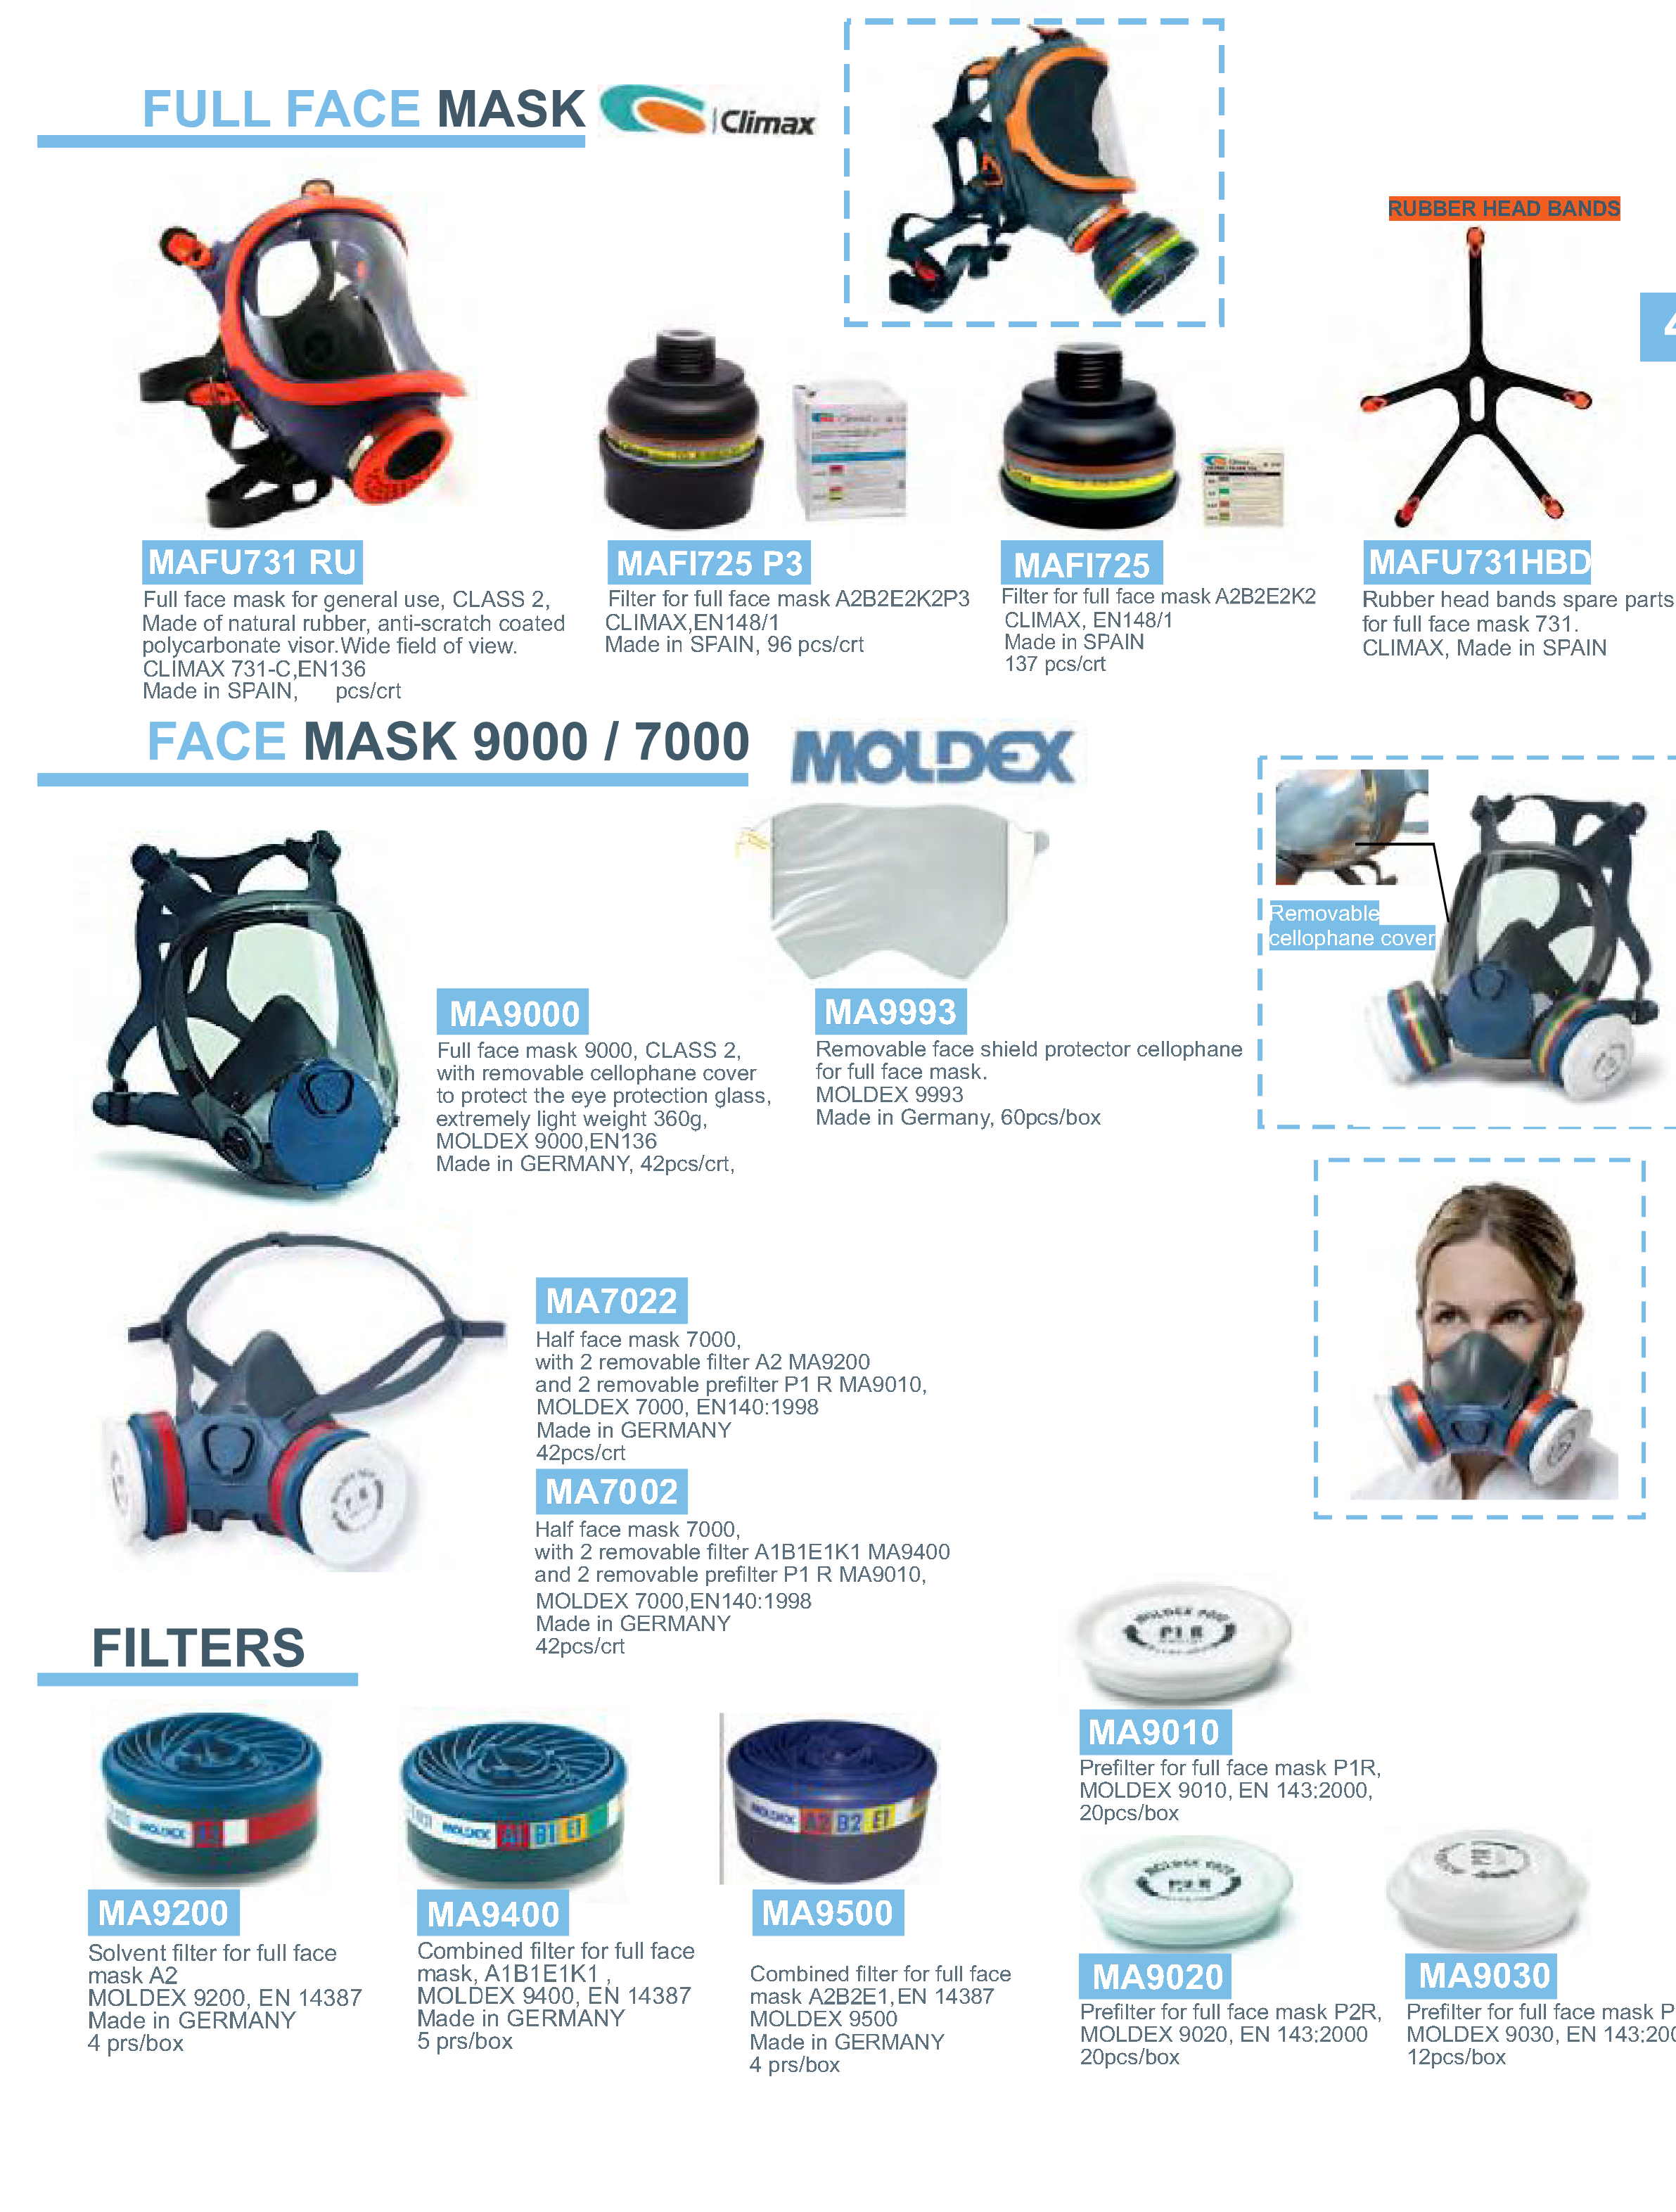 FULL FACE MASK
Climax
RUBBER HEAD BANDS
4
MAFU731 RU
Full face mask for general use, CLASS 2,
Made of natural rubber, anti-scratch coated
polycarbonate visor.Wide field of view.
CLIMAX 731-C,EN136
Made in SPAIN, pcs/crt
MAFI725 P3
Filter for full face mask A2B2E2K2P3
CLIMAX,EN148/1
Made in SPAIN, 96 pcs/crt
MAFI725
Filter for full face mask A2B2E2K2
CLIMAX, EN148/1
Made in SPAIN
137 pcs/crt
MAFU731HBD
Rubber head bands spare parts
for full face mask 731.
CLIMAX, Made in SPAIN
FACE MASK 9000 / 7000
MOLDEX
Removable
cellophane cover
MA9000
Full face mask 9000, CLASS 2,
with removable cellophane cover
to protect the eye protection glass,
extremely light weight 360g,
MOLDEX 9000,EN136
Made in GERMANY, 42pcs/crt,
MA9993
Removable face shield protector cellophane
for full face mask.
MOLDEX 9993
Made in Germany, 60pcs/box
MA7022
Half face mask 7000,
with 2 removable filter A2 MA9200
and 2 removable prefilter P1 R MA9010,
MOLDEX 7000, EN140:1998
Made in GERMANY
42pcs/crt
MA7002
Half face mask 7000,
with 2 removable filter A1B1E1K1 MA9400
and 2 removable prefilter P1 R MA9010,
MOLDEX 7000,EN140:1998
Made in GERMANY
42pcs/crt
FILTERS
MOLDEX
P1 R
MA9010
Prefilter for full face mask P1R,
MOLDEX 9010, EN 143:2000,
20pcs/box
MOLDEX
MOLDEX A1 B1 E1
MOLDEX A2 B2 E1
MA9200
Solvent filter for full face
mask A2
MOLDEX 9200, EN 14387
Made in GERMANY
4 prs/box
MA9400
Combined filter for full face
mask, A1B1E1K1 ,
MOLDEX 9400, EN 14387
Made in GERMANY
5 prs/box
MA9500
Combined filter for full face
mask A2B2E1,EN 14387
MOLDEX 9500
Made in GERMANY
4 prs/box
MOLDEX
P2 R
MA9020
Prefilter for full face mask P2R,
MOLDEX 9020, EN 143:2000
20pcs/box
MA9030
Prefilter for full face mask P
MOLDEX 9030, EN 143:200
12pcs/box